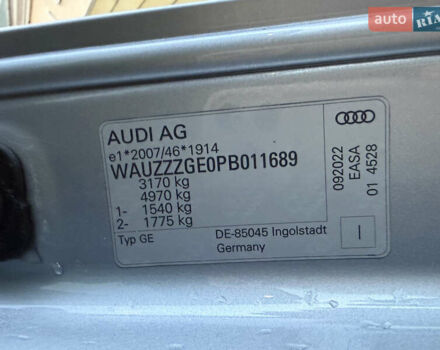 auto RIA
AUDI AG
e1*2007/46*1914
WAUZZZGE0PB011689
3170 kg
4970 kg
1- 1540 kg
2- 1775 kg
Typ GE
DE-85045 Ingolstadt
Germany
092022
EASA
01 4528
I